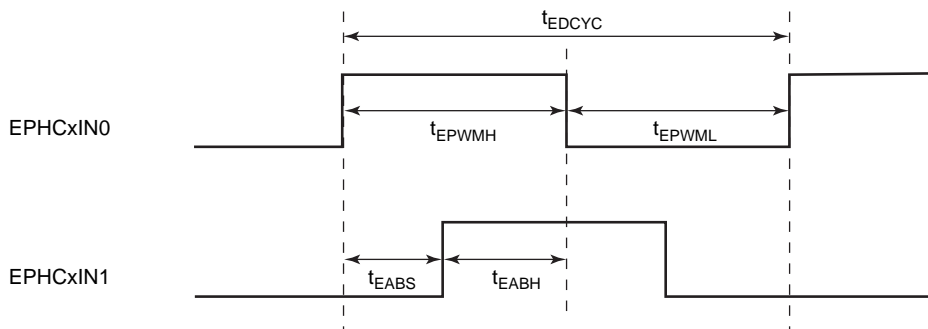 tEDCYC
EPHCxIN0
tEPWMH
tEPWML
EPHCxIN1
tEABS
tEABH